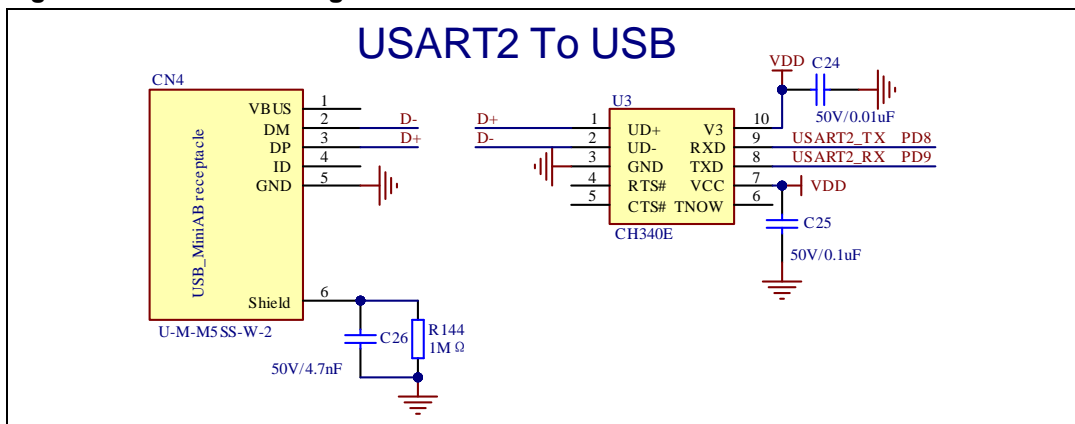 USART2 To USB
CN4
VBUS 1
DM 2 D-
DP 3 D+
ID 4
GND 5
USB_MiniAB receptacle
Shield 6
U-M-M5SS-W-2
C26
50V/4.7nF
R144
1M Ω
U3
D+ 1 UD+ V3 10
D- 2 UD- RXD 9 USART2_TX PD8
3 GND TXD 8 USART2_RX PD9
4 RTS# VCC 7 VDD
5 CTS# TNOW 6
CH340E
VDD
C24
50V/0.01uF
C25
50V/0.1uF